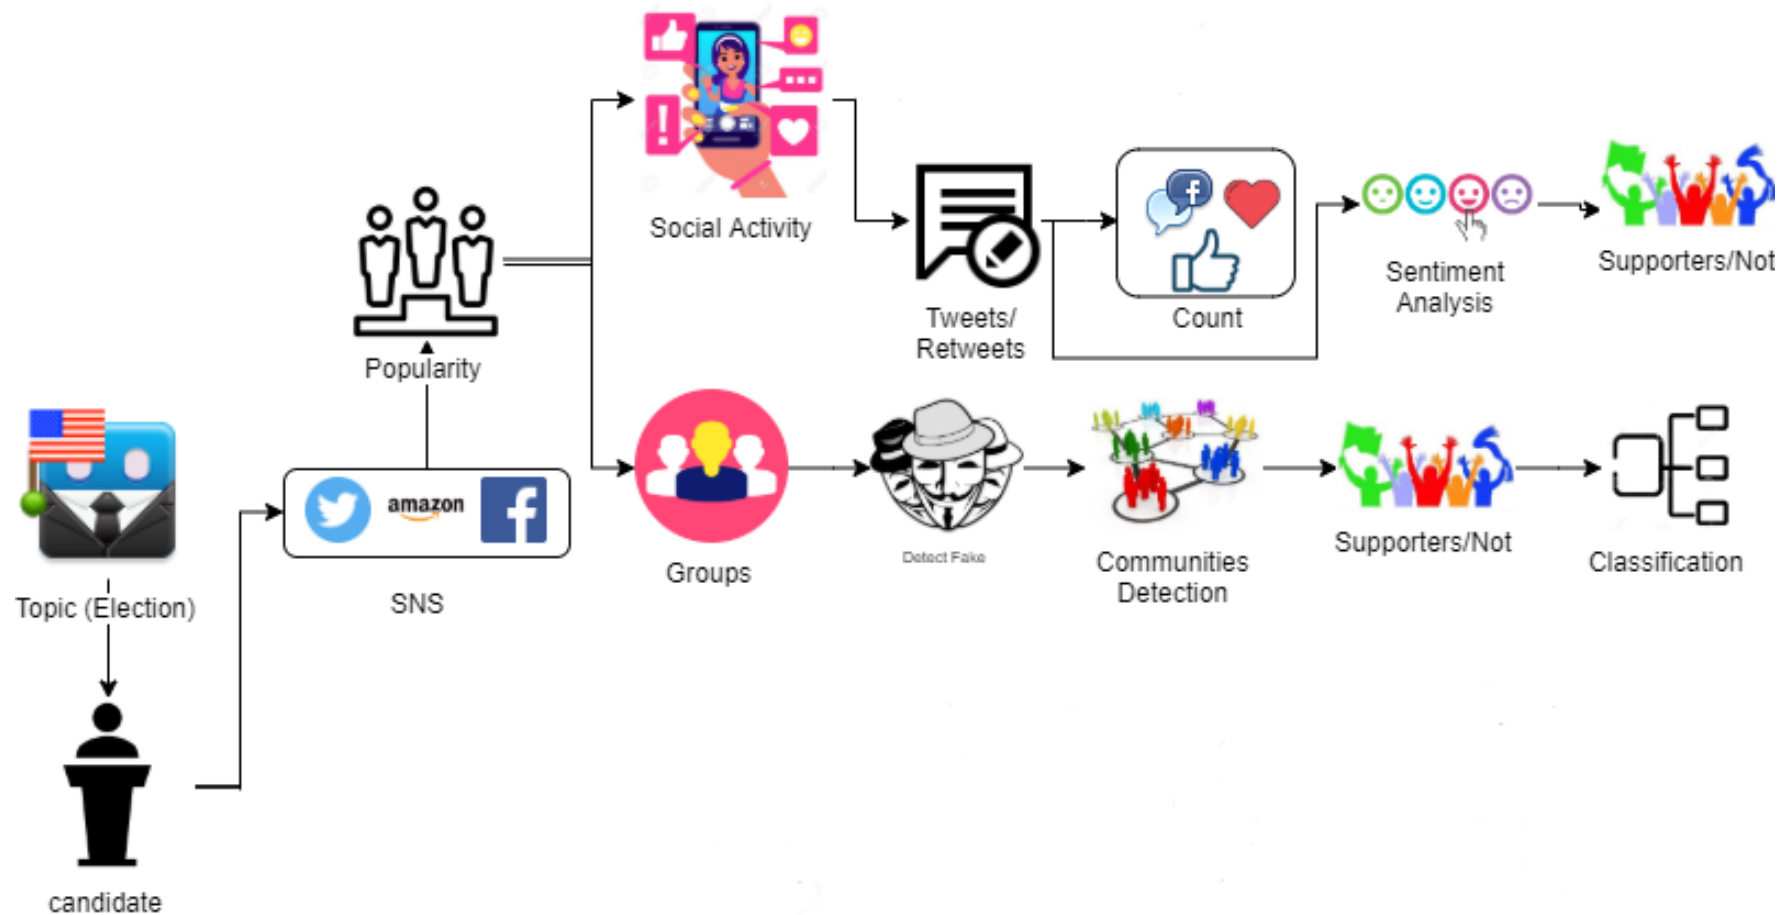 Social Activity
Tweets/
Retweets
Count
Sentiment
Analysis
Supporters/Not
Popularity
amazon
SNS
Topic (Election)
candidate
Groups
Detect Fake
Communities
Detection
Supporters/Not
Classification